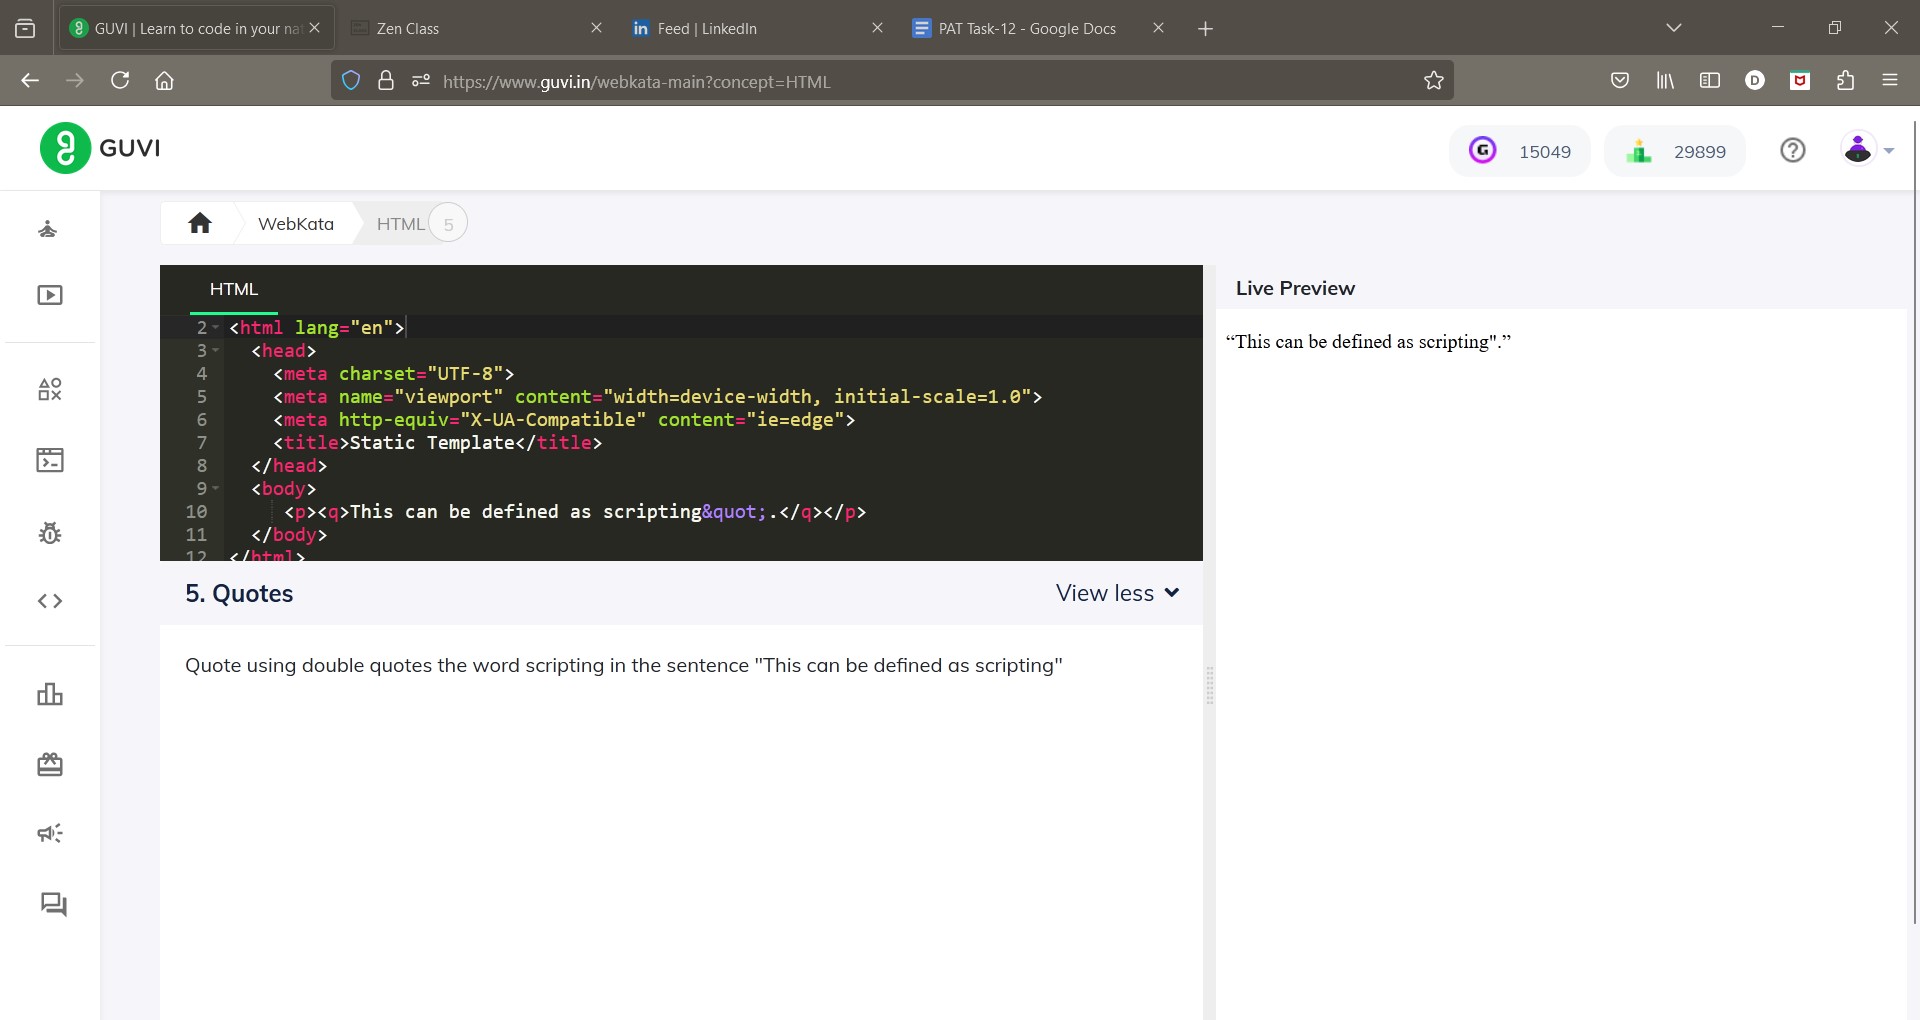 GUVI | Learn to code in your nat
Zen Class
Feed | LinkedIn
PAT Task-12 - Google Docs
https://www.guvi.in/webkata-main?concept=HTML
GUVI
15049
29899
WebKata
HTML
5
HTML
Live Preview
2 <html lang="en">
3 <head>
4 <meta charset="UTF-8">
5 <meta name="viewport" content="width=device-width, initial-scale=1.0">
6 <meta http-equiv="X-UA-Compatible" content="ie=edge">
7 <title>Static Template</title>
8 </head>
9 <body>
10 <p><q>This can be defined as scripting&quot;.</q></p>
11 </body>
12 </html>
“This can be defined as scripting".”
5. Quotes
View less
Quote using double quotes the word scripting in the sentence "This can be defined as scripting"